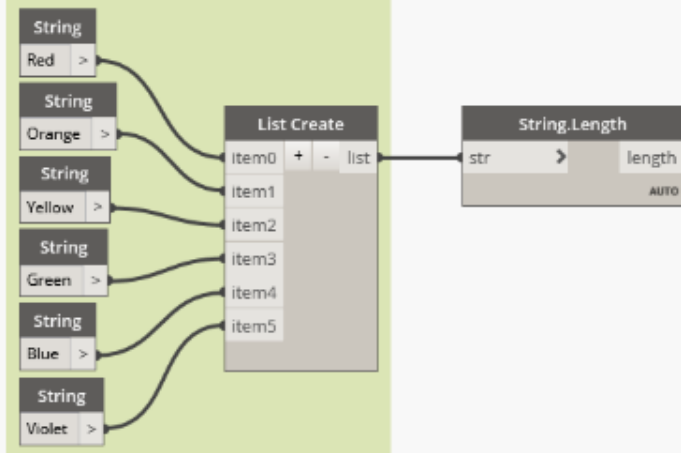 String
Red >
String
Orange >
String
Yellow >
String
Green >
String
Blue >
String
Violet >
List Create
item0 + - list
item1
item2
item3
item4
item5
String.Length
str > length
AUTO